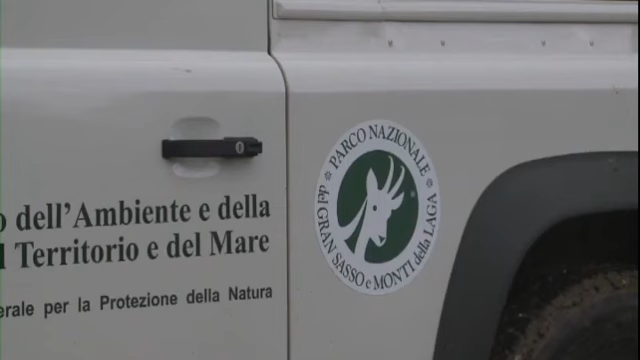 o dell'Ambiente e della
l Territorio e del Mare
erale per la Protezione della Natura
PARCO NAZIONALE
del GRAN SASSO e MONTI della LAGA